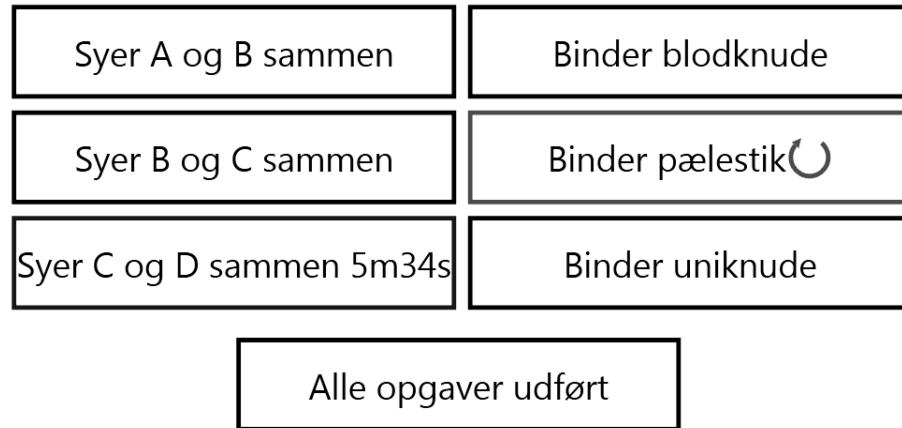 Syer A og B sammen
Binder blodknude
Syer B og C sammen
Binder pælestik
Syer C og D sammen 5m34s
Binder uniknude
Alle opgaver udført